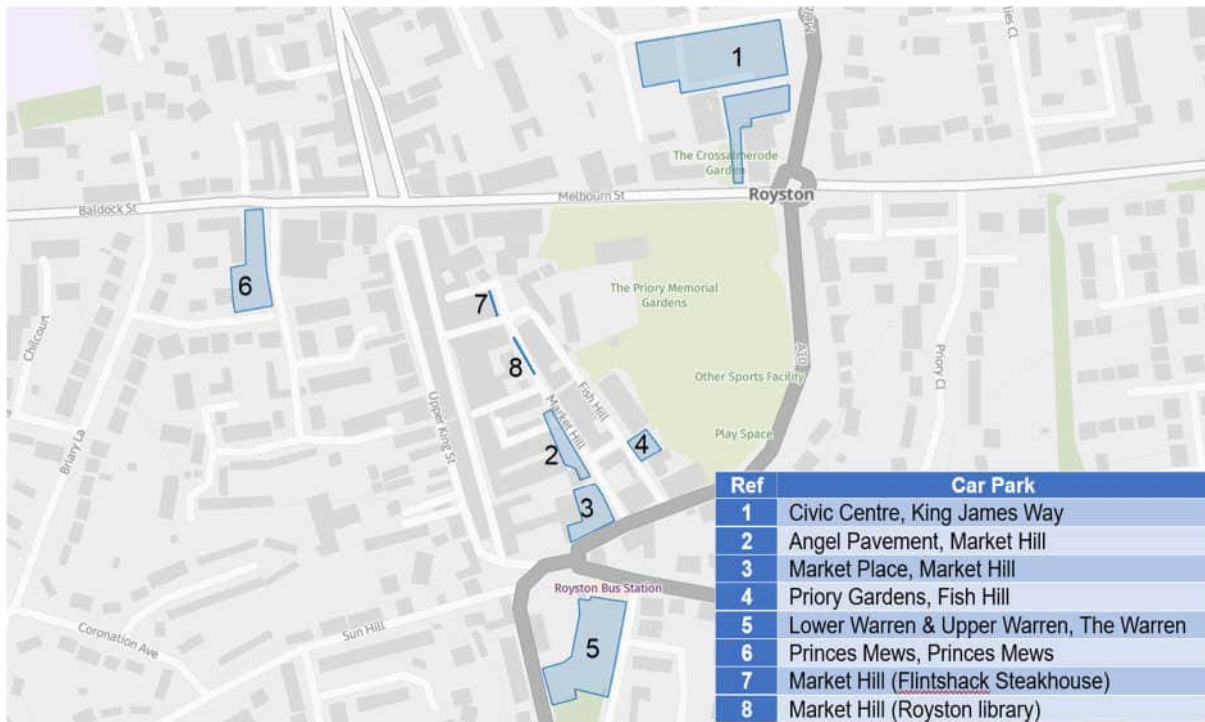 1
The Crossalmerode
Garden
Royston
Melbourn St
Baldock St
6
The Priory Memorial
Gardens
7
8
A10
Other Sports Facility
Priory Cl
Chilcourt
Fish Hill
Market Hill
Upper King St
Briary La
Play Space
4
2
3
Royston Bus Station
5
Sun Hill
Coronation Ave
Ref Car Park
1 Civic Centre, King James Way
2 Angel Pavement, Market Hill
3 Market Place, Market Hill
4 Priory Gardens, Fish Hill
5 Lower Warren & Upper Warren, The Warren
6 Princes Mews, Princes Mews
7 Market Hill (Flintshack Steakhouse)
8 Market Hill (Royston library)